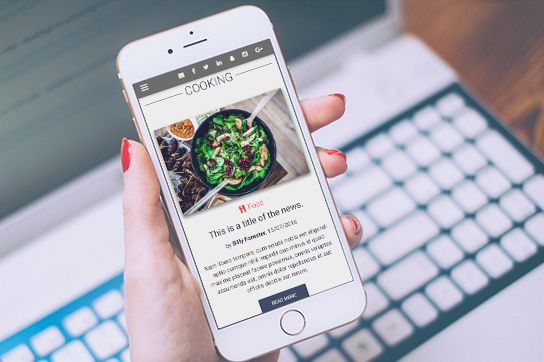 COOKING
Food
This is a title of the news.
by Billy Forester, 15/07/2016
Nam libero tempore, cum soluta nobis est eligendi
optio cumque nihil impedit quo minus id quod
maxime placeat facere possimus, omnis voluptas
assumenda est, omnis dolor repellendus et aut
officiis debitis aut rerum.
READ MORE